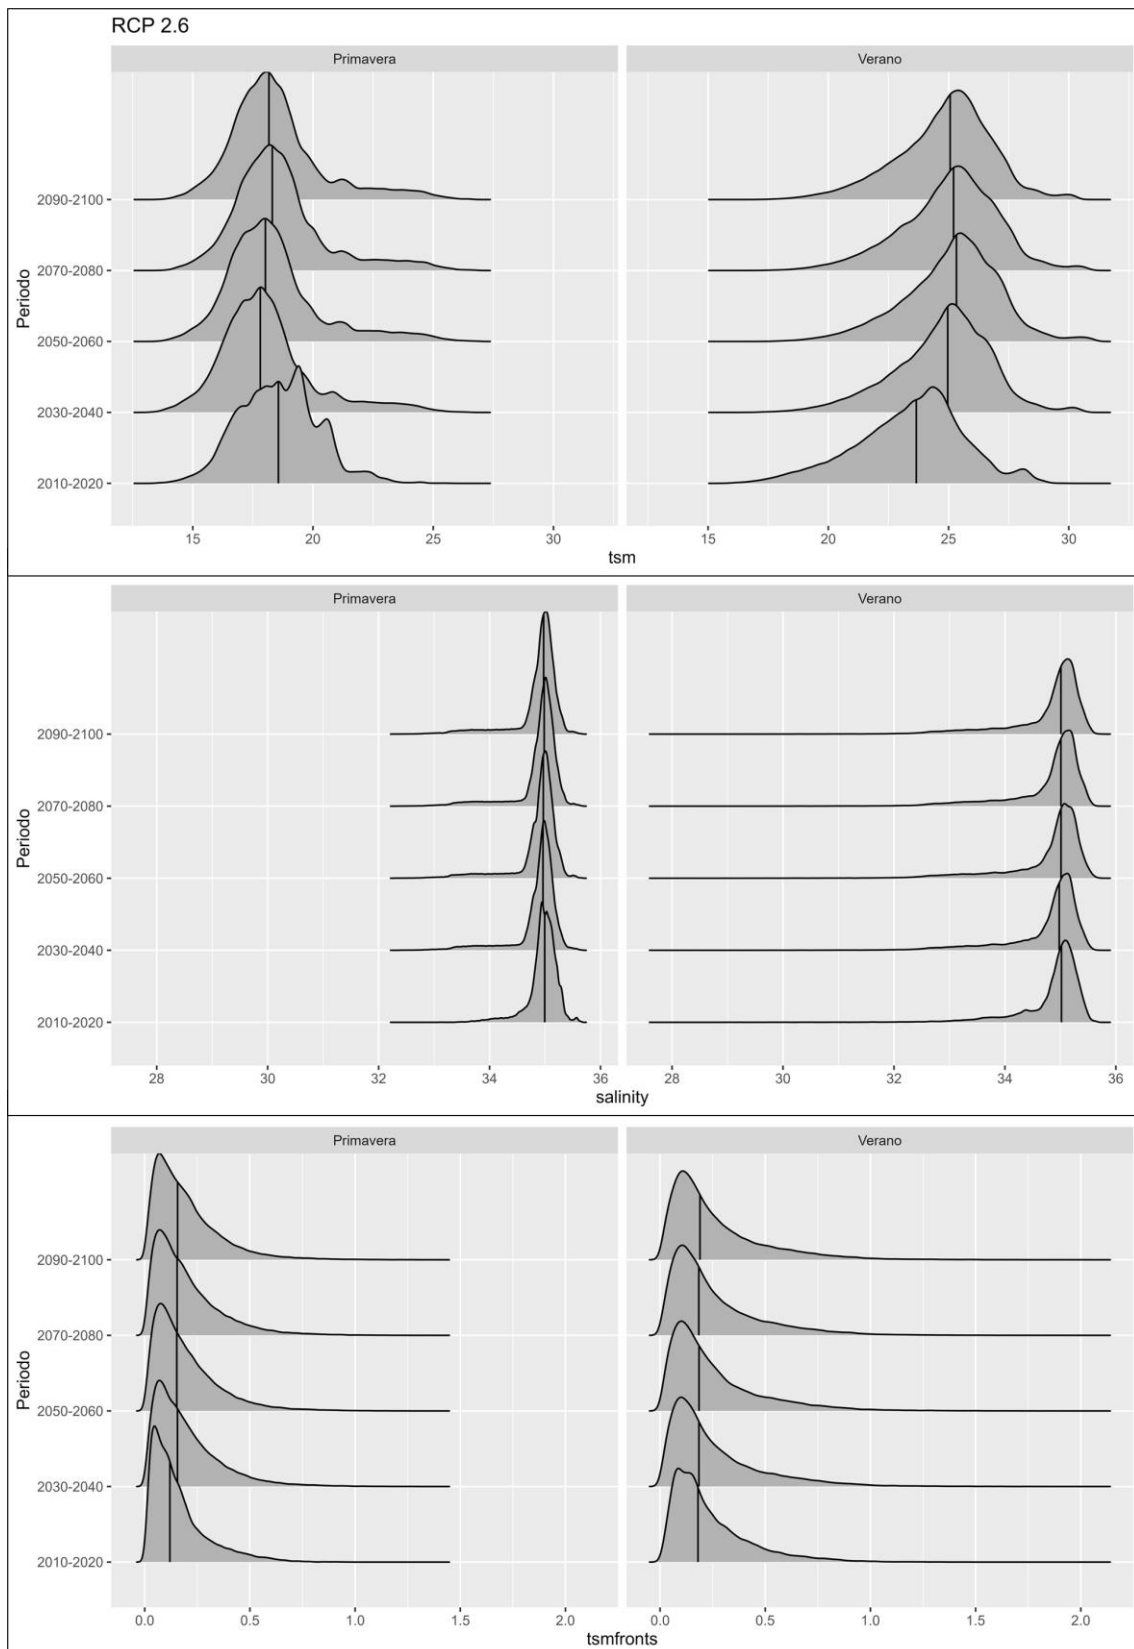 RCP 2.6
Primavera Verano
2090-2100
2070-2080
2050-2060
2030-2040
2010-2020
Periodo
15 20 25 30 15 20 25 30
tsm
Primavera Verano
2090-2100
2070-2080
2050-2060
2030-2040
2010-2020
Periodo
28 30 32 34 36 28 30 32 34 36
salinity
Primavera Verano
2090-2100
2070-2080
2050-2060
2030-2040
2010-2020
Periodo
0.0 0.5 1.0 1.5 2.0 0.0 0.5 1.0 1.5 2.0
tsmfronts